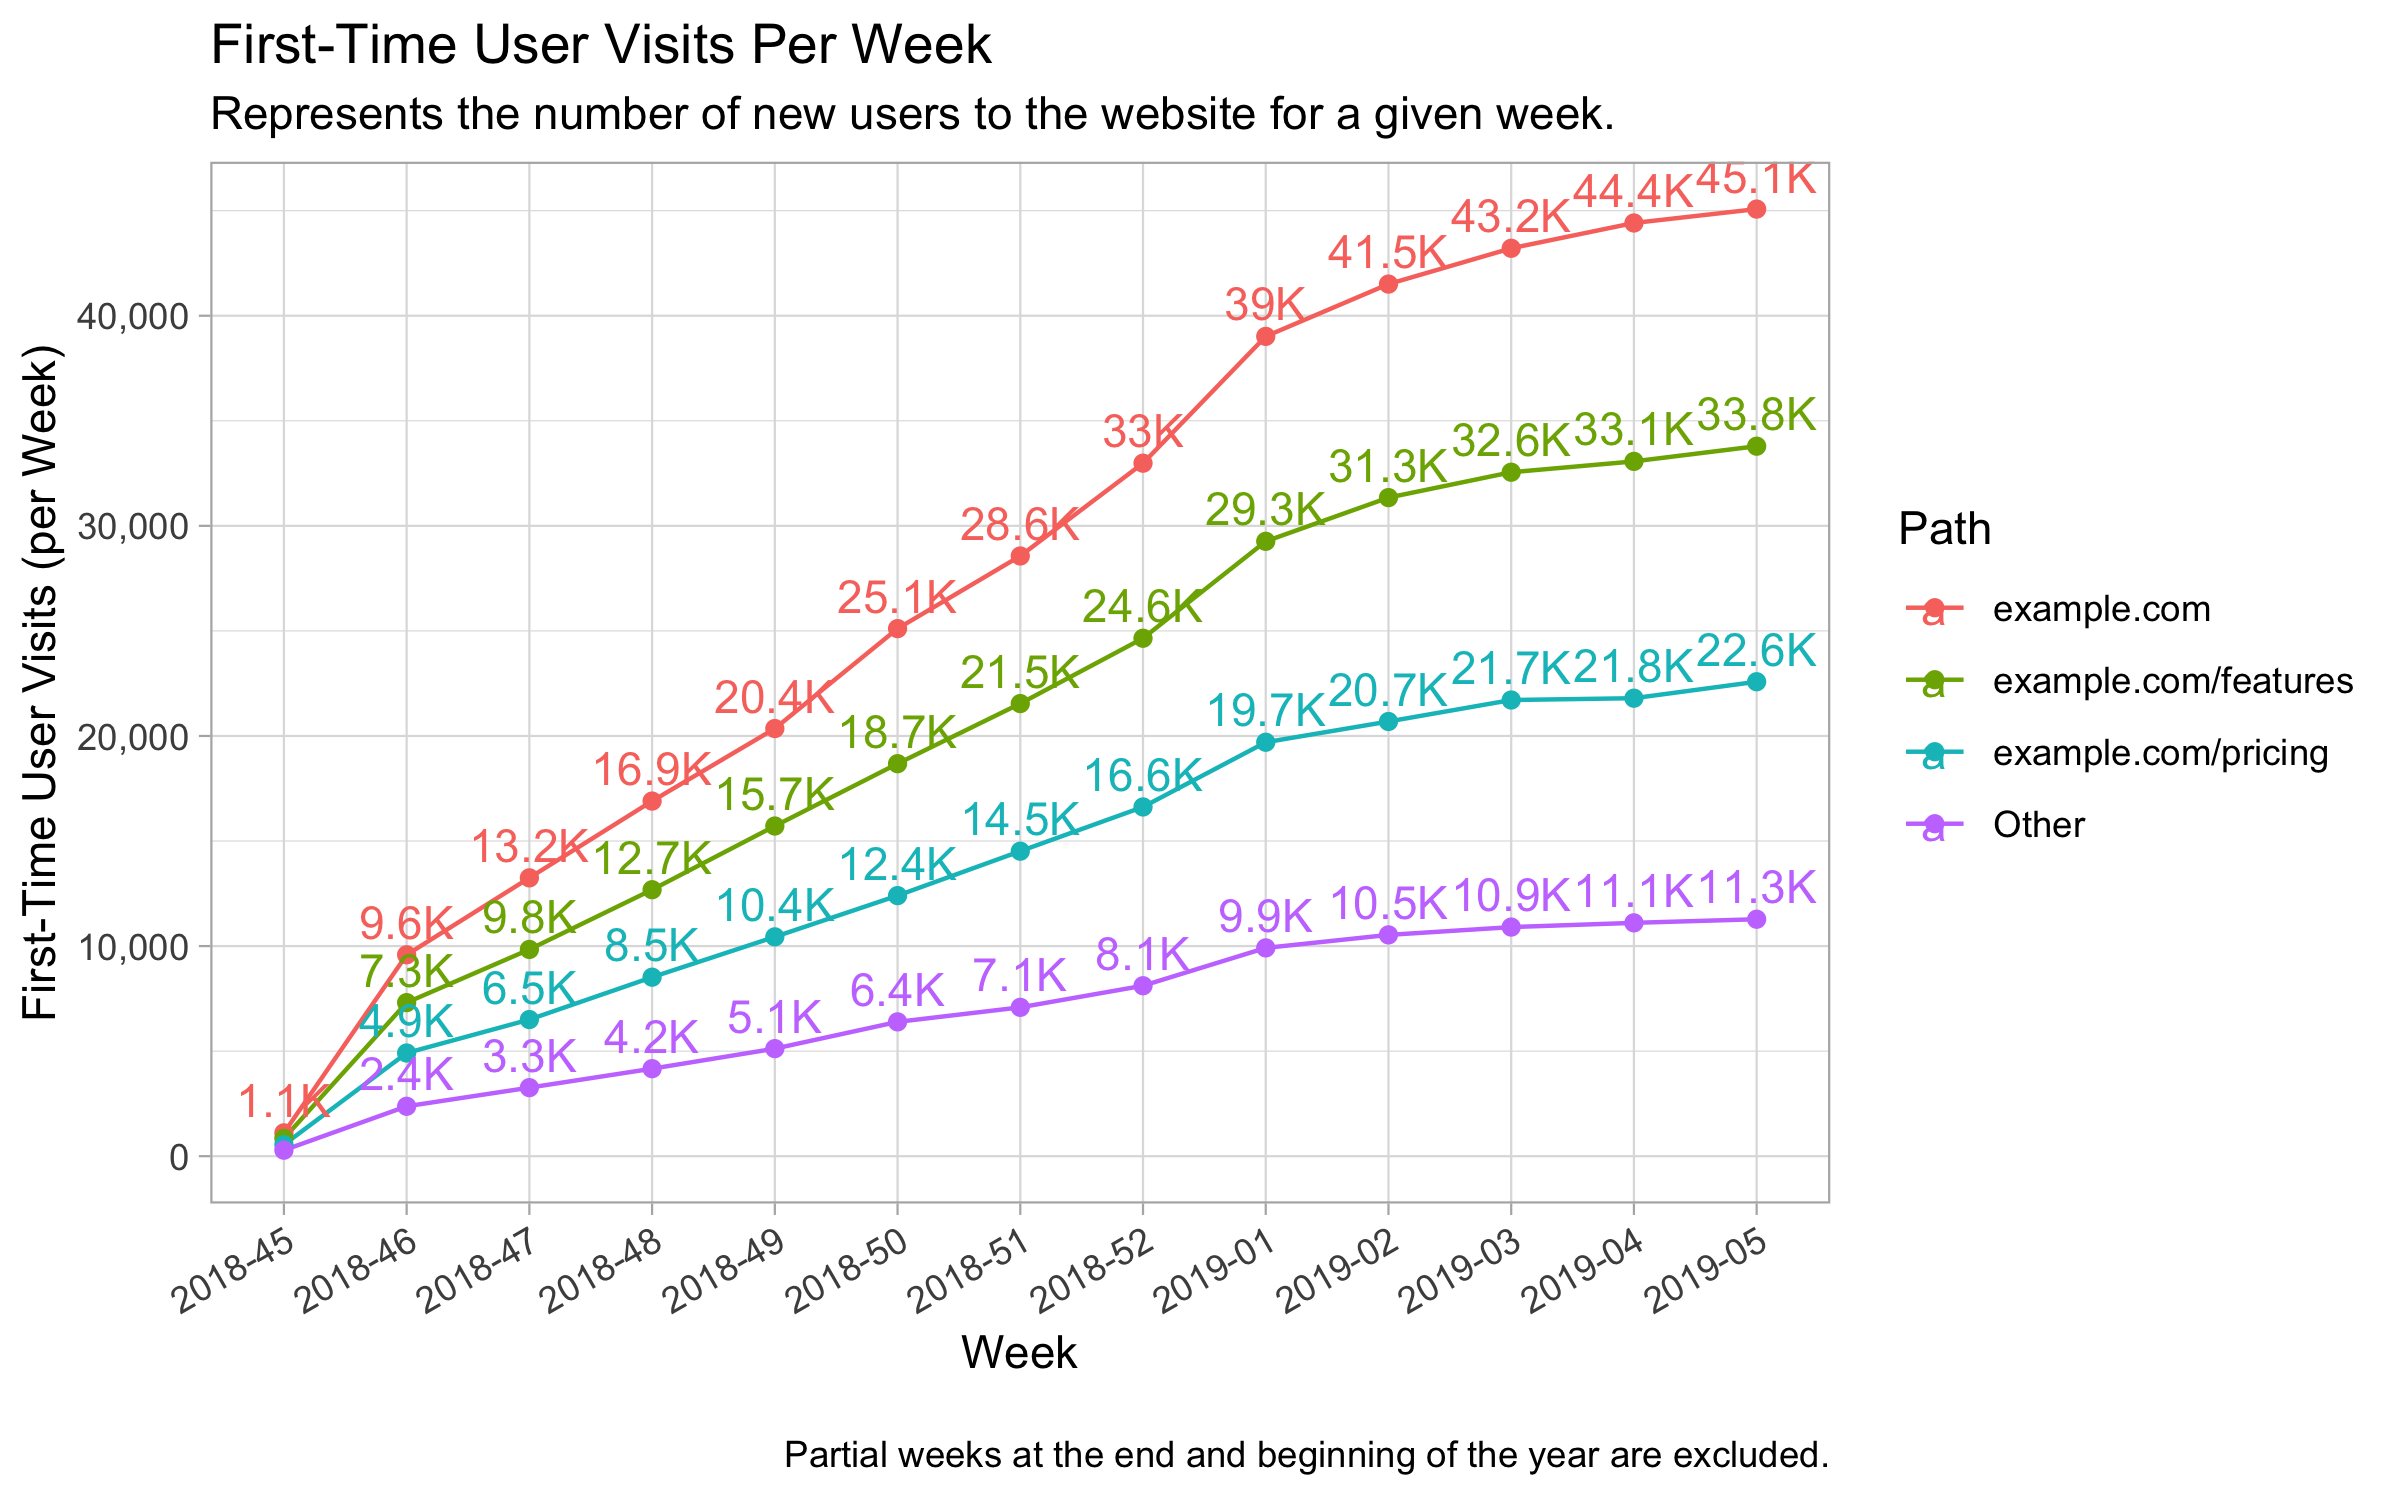 First-Time User Visits Per Week
Represents the number of new users to the website for a given week.
First-Time User Visits (per Week)
40,000
30,000
20,000
10,000
0
1.1K
9.6K
13.2K
16.9K
20.4K
25.1K
28.6K
33K
39K
41.5K
43.2K
44.4K
45.1K
7.3K
9.8K
12.7K
15.7K
18.7K
21.5K
24.6K
29.3K
31.3K
32.6K
33.1K
33.8K
4.9K
6.5K
8.5K
10.4K
12.4K
14.5K
16.6K
19.7K
20.7K
21.7K
21.8K
22.6K
2.4K
3.3K
4.2K
5.1K
6.4K
7.1K
8.1K
9.9K
10.5K
10.9K
11.1K
11.3K
2018-45
2018-46
2018-47
2018-48
2018-49
2018-50
2018-51
2018-52
2019-01
2019-02
2019-03
2019-04
2019-05
Week
Path
a example.com
a example.com/features
a example.com/pricing
a Other
Partial weeks at the end and beginning of the year are excluded.